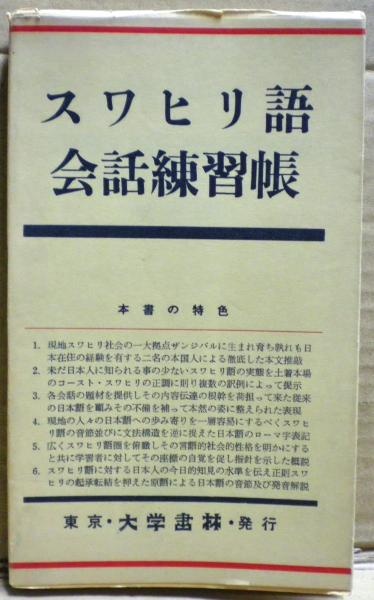 スワヒリ語
会話練習帳
本書の特色
1. 現地スワヒリ社会の一大拠点ザンジバルに生まれ育ち孰れも日
本在住の経験を有する二名の本国人による徹底した本文推敲
2. 未だ日本人に知られる事の少ないスワヒリ語の実態を土着本場
のコースト・スワヒリの正調に則り複数の訳例によって提示
3. 各会話の題材を提供しその内容伝達の根幹を荷担って来た従来
の日本語を顧みその不備を補って本然の姿に整えられた表現
4. 現地の人々の日本語への歩み寄りを一層容易にするべくスワヒ
リ語の音節並びに文法構造を逆に捉えた日本語のローマ字表記
5. 広くスワヒリ語圏を俯瞰しその言語的社会的性格を明かにする
と共に学習者に対してその座標の自覚を促し指針を示した概説
6. スワヒリ語に対する日本人の今日的知見の水準を伝え正則スワ
ヒリの起承転結を押えた原語による日本語の音節及び発音解説
東京・大学書林・発行